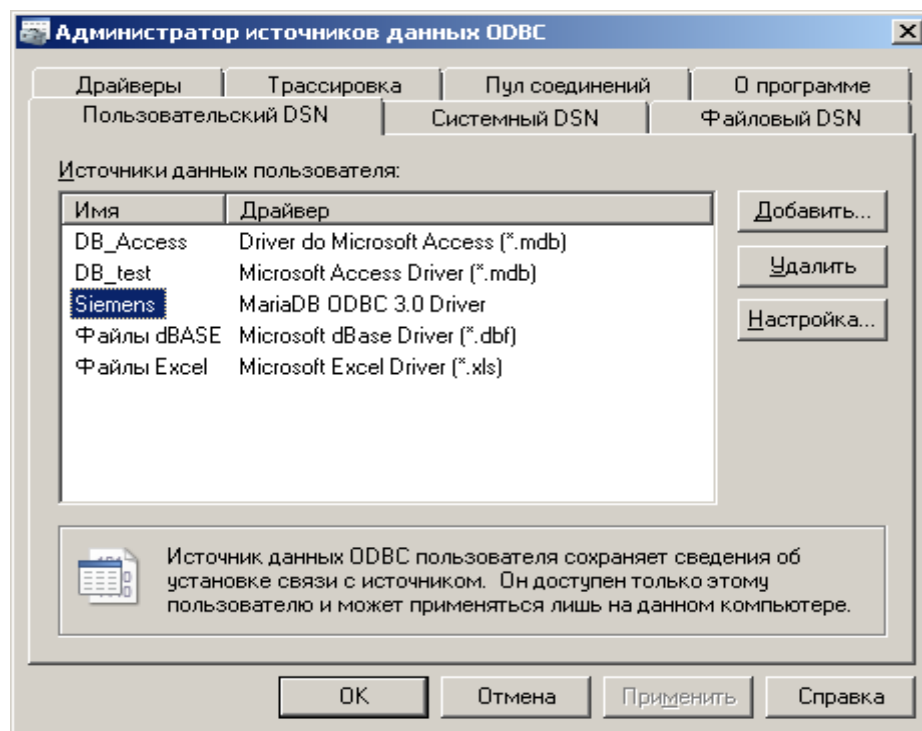 Администратор источников данных ODBC
Драйверы Трассировка Пул соединений О программе
Пользовательский DSN Системный DSN Файловый DSN
Источники данных пользователя:
Имя Драйвер
DB_Access Driver do Microsoft Access (*.mdb)
DB_test Microsoft Access Driver (*.mdb)
Siemens MariaDB ODBC 3.0 Driver
Файлы dBASE Microsoft dBase Driver (*.dbf)
Файлы Excel Microsoft Excel Driver (*.xls)
Добавить...
Удалить
Настройка...
Источник данных ODBC пользователя сохраняет сведения об
установке связи с источником. Он доступен только этому
пользователю и может применяться лишь на данном компьютере.
OK Отмена Применить Справка